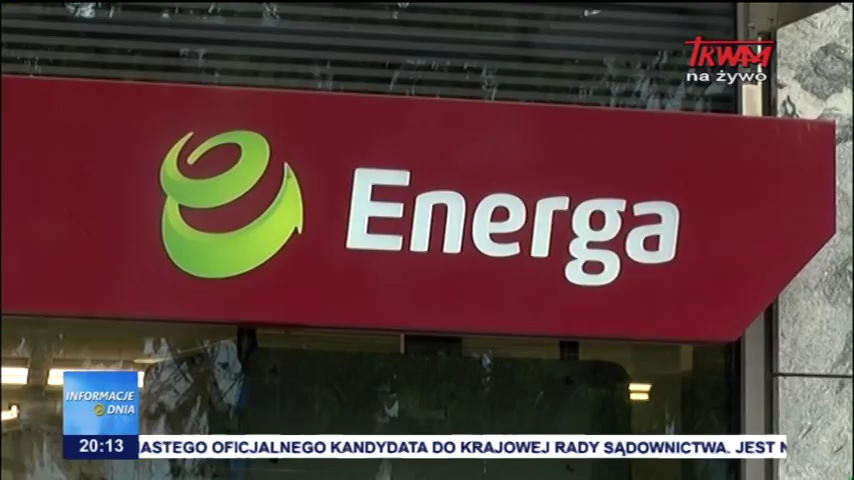 TRWAM
na żywo
Energa
INFORMACJE
DNIA
20:13
ASTEGO OFICJALNEGO KANDYDATA DO KRAJOWEJ RADY SĄDOWNICTWA. JEST